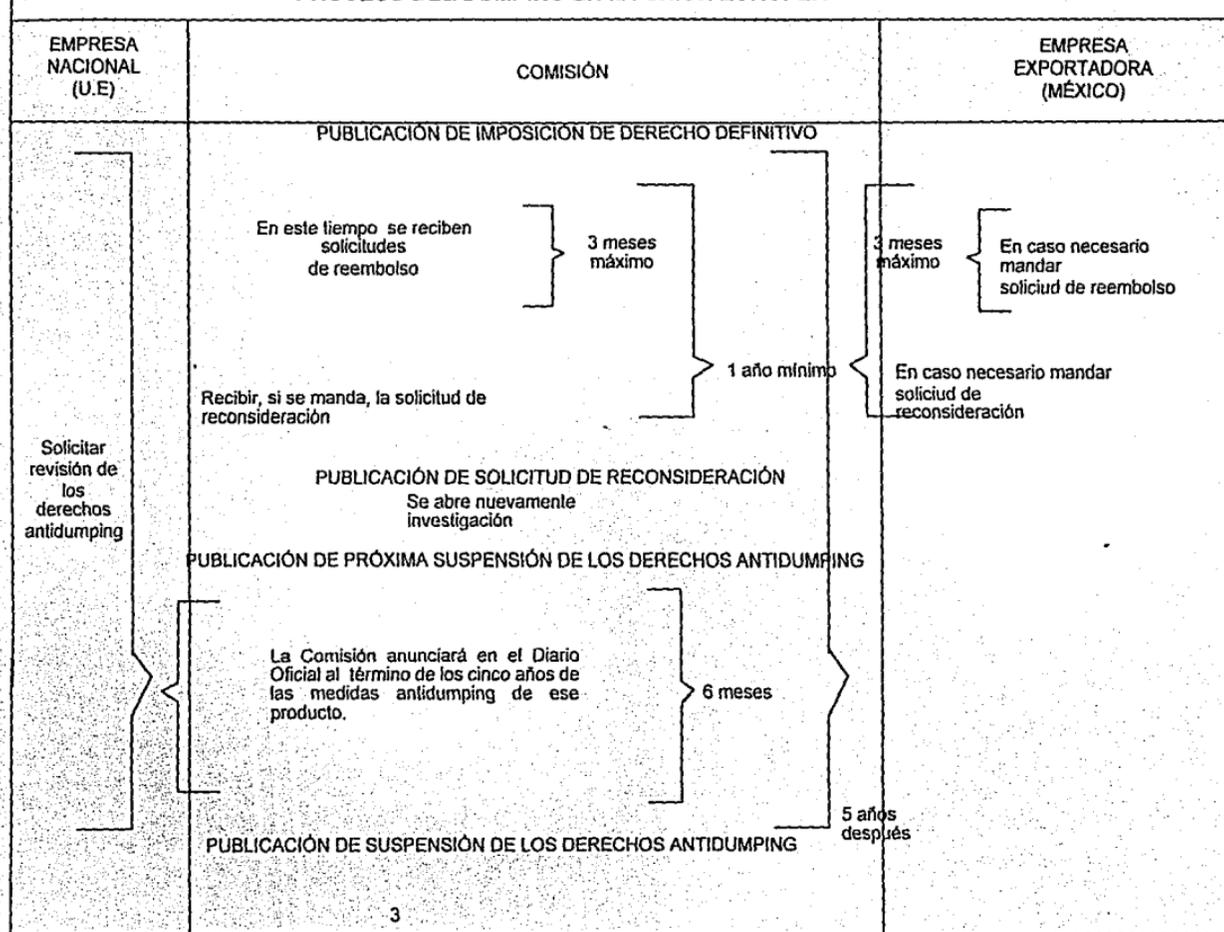 EMPRESA
NACIONAL
(U.E)
COMISIÓN
EMPRESA
EXPORTADORA
(MÉXICO)
PUBLICACIÓN DE IMPOSICIÓN DE DERECHO DEFINITIVO
En este tiempo se reciben
solicitudes
de reembolso
3 meses
máximo
3 meses
máximo
En caso necesario
mandar
soliciud de reembolso
1 año mínimo
En caso necesario mandar
soliciud de
reconsideración
Recibir, si se manda, la solicitud de
reconsideración
Solicitar
revisión de
los
derechos
antidumping
PUBLICACIÓN DE SOLICITUD DE RECONSIDERACIÓN
Se abre nuevamente
investigación
PUBLICACIÓN DE PRÓXIMA SUSPENSIÓN DE LOS DERECHOS ANTIDUMPING
La Comisión anunciará en el Diario
Oficial al término de los cinco años de
las medidas antidumping de ese
producto.
6 meses
5 años
después
PUBLICACIÓN DE SUSPENSIÓN DE LOS DERECHOS ANTIDUMPING
3